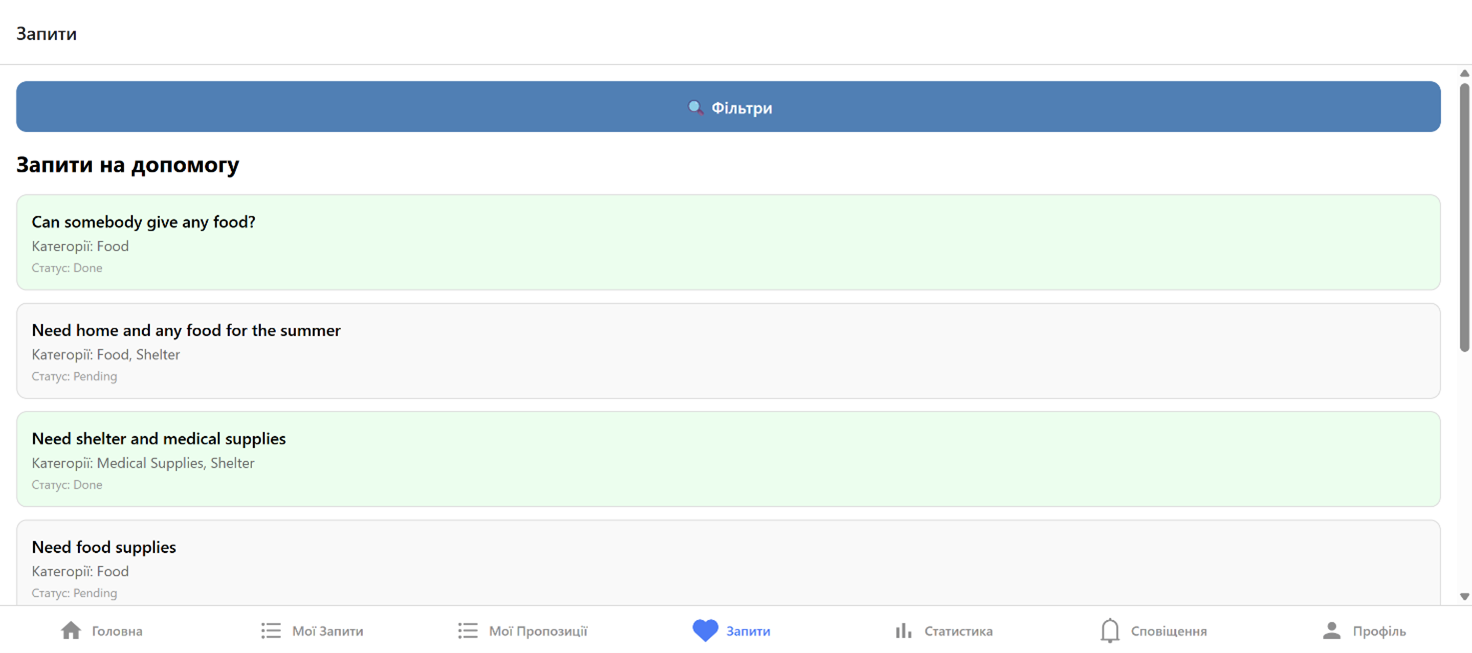 Запити
Фільтри
Запити на допомогу
Can somebody give any food?
Категорії: Food
Статус: Done
Need home and any food for the summer
Категорії: Food, Shelter
Статус: Pending
Need shelter and medical supplies
Категорії: Medical Supplies, Shelter
Статус: Done
Need food supplies
Категорії: Food
Статус: Pending
Головна Мої Запити Мої Пропозиції Запити Статистика Сповіщення Профіль